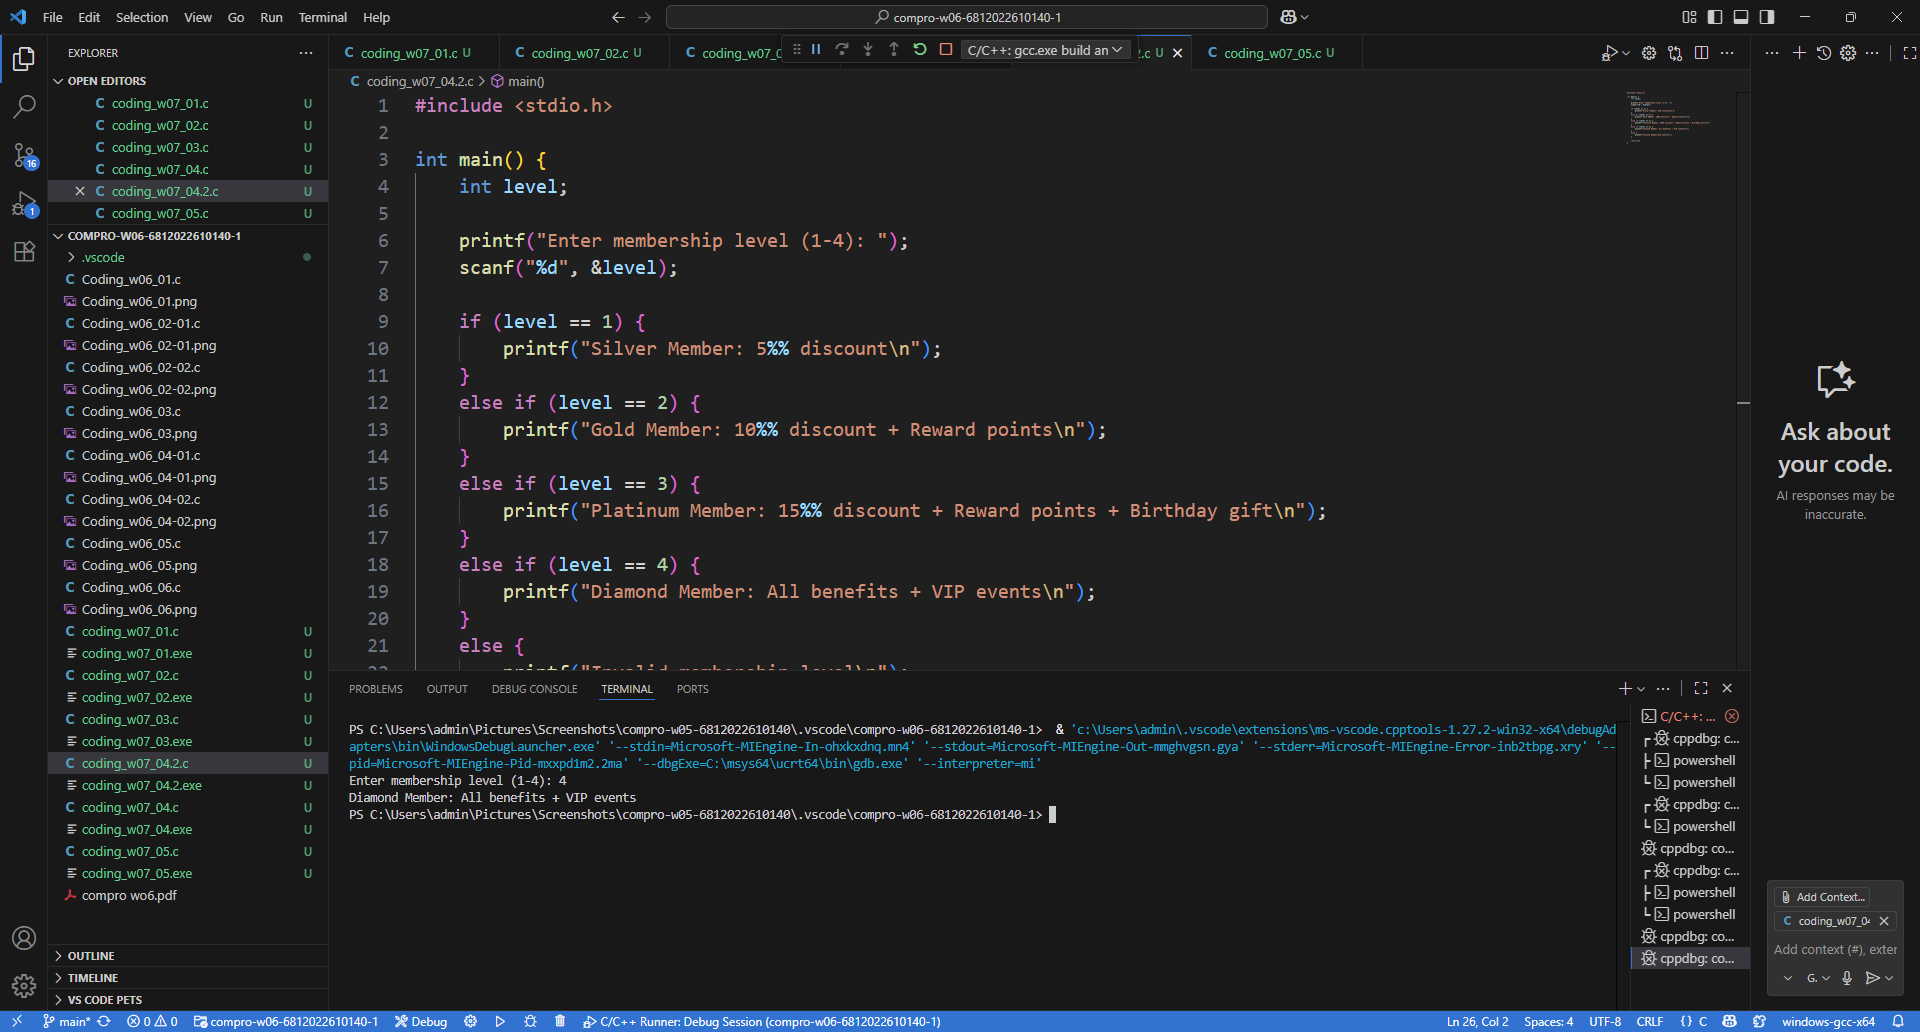 File Edit Selection View Go Run Terminal Help
compro-w06-6812022610140-1
EXPLORER
coding_w07_01.c U
coding_w07_02.c U
coding_w07_0
C/C++: gcc.exe build an
2.c U
coding_w07_05.c U
OPEN EDITORS
coding_w07_01.c U
coding_w07_02.c U
coding_w07_03.c U
coding_w07_04.c U
coding_w07_04.2.c U
coding_w07_05.c U
COMPRO-W06-6812022610140-1
.vscode
Coding_w06_01.c
Coding_w06_01.png
Coding_w06_02-01.c
Coding_w06_02-01.png
Coding_w06_02-02.c
Coding_w06_02-02.png
Coding_w06_03.c
Coding_w06_03.png
Coding_w06_04-01.c
Coding_w06_04-01.png
Coding_w06_04-02.c
Coding_w06_04-02.png
Coding_w06_05.c
Coding_w06_05.png
Coding_w06_06.c
Coding_w06_06.png
coding_w07_01.c U
coding_w07_01.exe U
coding_w07_02.c U
coding_w07_02.exe U
coding_w07_03.c U
coding_w07_03.exe U
coding_w07_04.2.c U
coding_w07_04.2.exe U
coding_w07_04.c U
coding_w07_04.exe U
coding_w07_05.c U
coding_w07_05.exe U
compro wo6.pdf
OUTLINE
TIMELINE
VS CODE PETS
16
1
coding_w07_04.2.c > main()
1 #include <stdio.h>
2
3 int main() {
4 int level;
5
6 printf("Enter membership level (1-4): ");
7 scanf("%d", &level);
8
9 if (level == 1) {
10 printf("Silver Member: 5%% discount\n");
11 }
12 else if (level == 2) {
13 printf("Gold Member: 10%% discount + Reward points\n");
14 }
15 else if (level == 3) {
16 printf("Platinum Member: 15%% discount + Reward points + Birthday gift\n");
17 }
18 else if (level == 4) {
19 printf("Diamond Member: All benefits + VIP events\n");
20 }
21 else {
22 printf("Invalid membership level\n");
PROBLEMS OUTPUT DEBUG CONSOLE TERMINAL PORTS
PS C:\Users\admin\Pictures\Screenshots\compro-w05-6812022610140\.vscode\compro-w06-6812022610140-1> & 'c:\Users\admin\.vscode\extensions\ms-vscode.cpptools-1.27.2-win32-x64\debugAd
apters\bin\WindowsDebugLauncher.exe' '--stdin=Microsoft-MIEngine-In-ohxkxdnq.mn4' '--stdout=Microsoft-MIEngine-Out-mmghvgsn.gya' '--stderr=Microsoft-MIEngine-Error-inb2tbpg.xry' '--
pid=Microsoft-MIEngine-Pid-mxxpd1m2.2ma' '--dbgExe=C:\msys64\ucrt64\bin\gdb.exe' '--interpreter=mi'
Enter membership level (1-4): 4
Diamond Member: All benefits + VIP events
PS C:\Users\admin\Pictures\Screenshots\compro-w05-6812022610140\.vscode\compro-w06-6812022610140-1>
C/C++: ...
cppdbg: c...
powershell
powershell
cppdbg: c...
powershell
cppdbg: co...
cppdbg: c...
powershell
powershell
cppdbg: co...
cppdbg: co...
Ask about
your code.
AI responses may be
inaccurate.
Add Context...
coding_w07_04
Add context (#), exter
G.
main* 0 0 compro-w06-6812022610140-1 Debug C/C++ Runner: Debug Session (compro-w06-6812022610140-1)
Ln 26, Col 2 Spaces: 4 UTF-8 CRLF {} C windows-gcc-x64